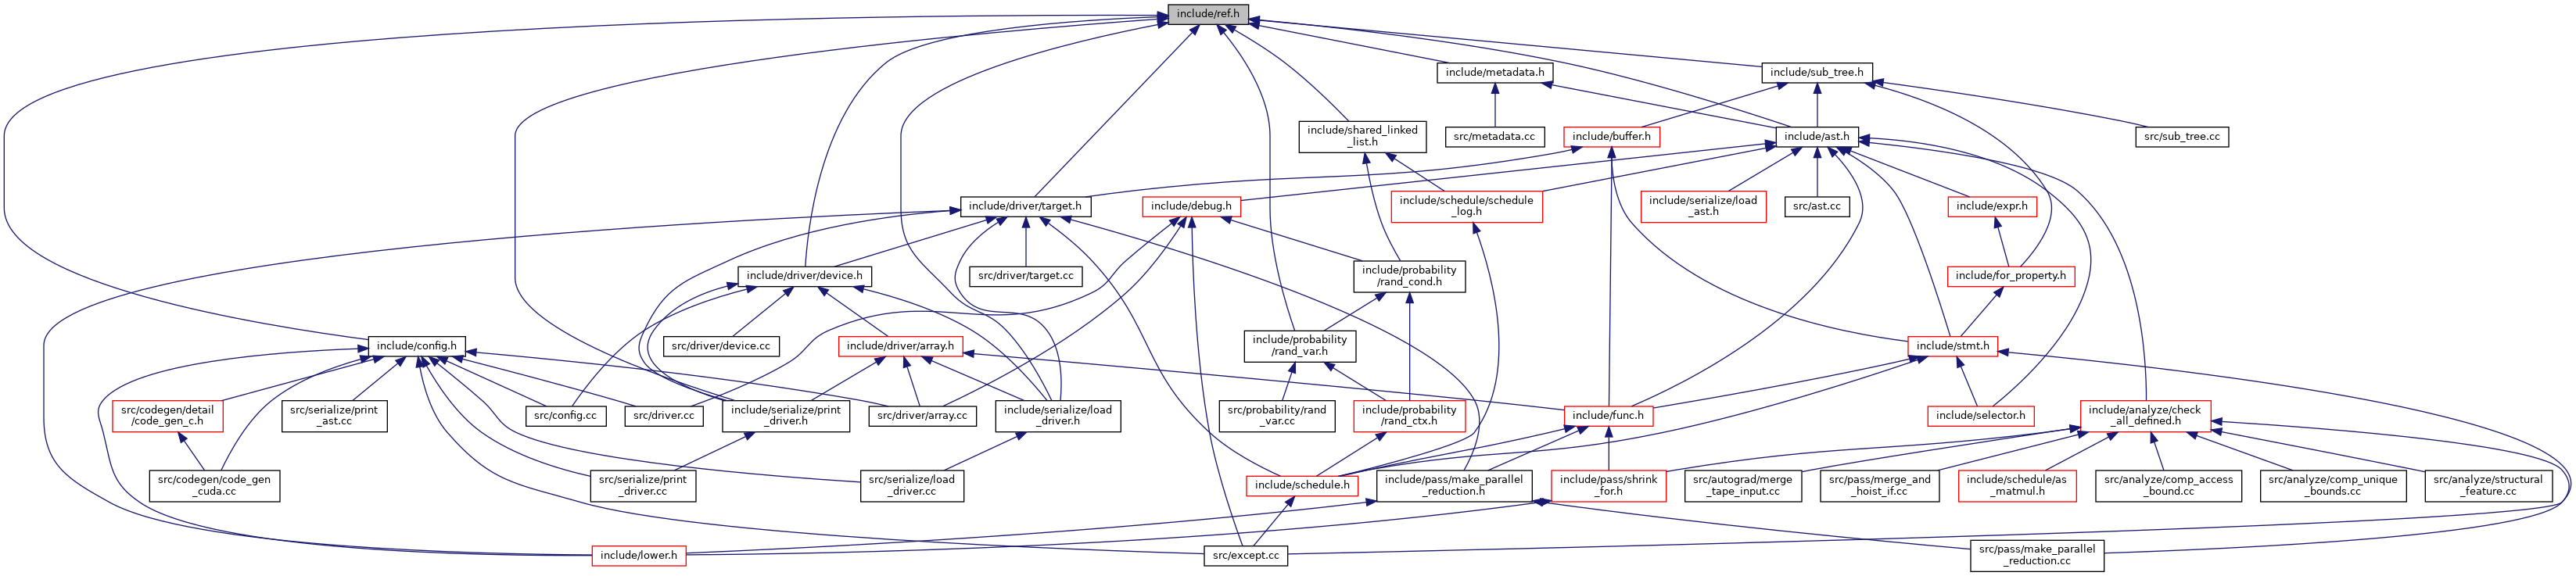 include/ref.h
include/metadata.h
include/sub_tree.h
include/shared_linked
_list.h
src/metadata.cc
include/buffer.h
include/ast.h
src/sub_tree.cc
include/driver/target.h
include/debug.h
include/schedule/schedule
_log.h
include/serialize/load
_ast.h
src/ast.cc
include/expr.h
include/driver/device.h
src/driver/target.cc
include/probability
/rand_cond.h
include/for_property.h
include/config.h
src/driver/device.cc
include/driver/array.h
include/probability
/rand_var.h
include/stmt.h
src/codegen/detail
/code_gen_c.h
src/serialize/print
_ast.cc
src/config.cc
src/driver.cc
include/serialize/print
_driver.h
src/driver/array.cc
include/serialize/load
_driver.h
src/probability/rand
_var.cc
include/probability
/rand_ctx.h
include/func.h
include/selector.h
include/analyze/check
_all_defined.h
src/codegen/code_gen
_cuda.cc
src/serialize/print
_driver.cc
src/serialize/load
_driver.cc
include/schedule.h
include/pass/make_parallel
_reduction.h
include/pass/shrink
_for.h
src/autograd/merge
_tape_input.cc
src/pass/merge_and
_hoist_if.cc
include/schedule/as
_matmul.h
src/analyze/comp_access
_bound.cc
src/analyze/comp_unique
_bounds.cc
src/analyze/structural
_feature.cc
include/lower.h
src/except.cc
src/pass/make_parallel
_reduction.cc